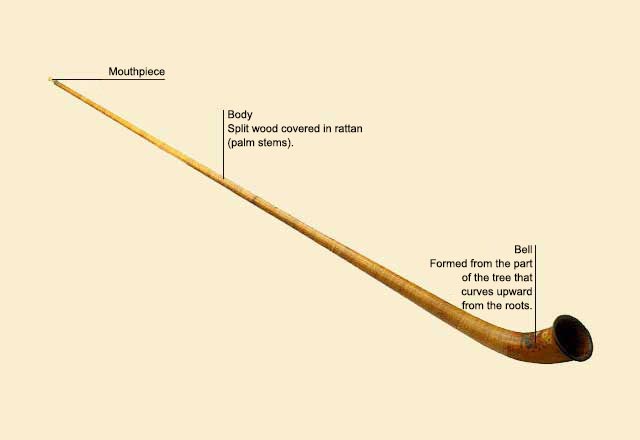 Mouthpiece
Body
Split wood covered in rattan
(palm stems).
Bell
Formed from the part
of the tree that
curves upward
from the roots.